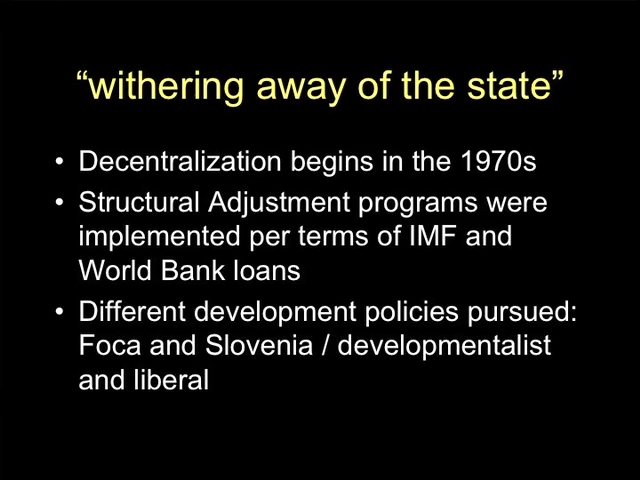 “withering away of the state”
• Decentralization begins in the 1970s
• Structural Adjustment programs were
implemented per terms of IMF and
World Bank loans
• Different development policies pursued:
Foca and Slovenia / developmentalist
and liberal